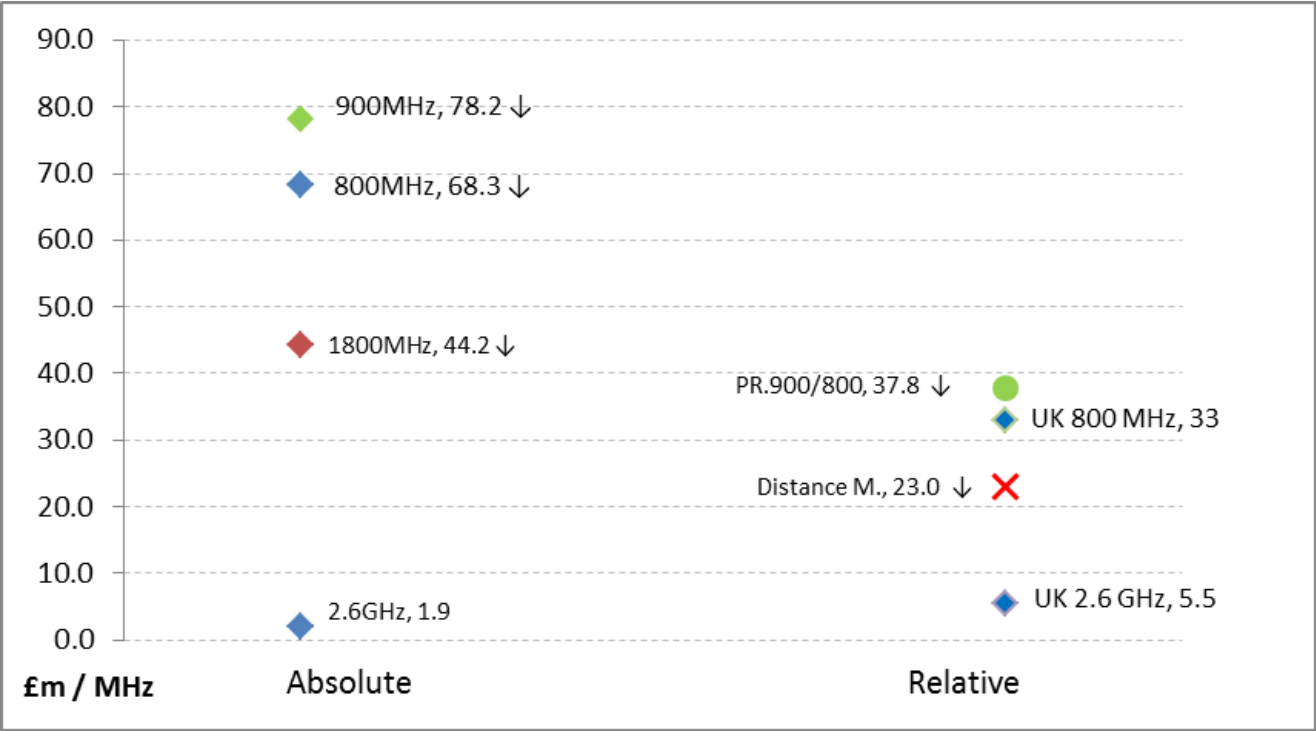 90.0
80.0
70.0
60.0
50.0
40.0
30.0
20.0
10.0
0.0
900MHz, 78.2 ↓
800MHz, 68.3 ↓
1800MHz, 44.2 ↓
2.6GHz, 1.9
PR.900/800, 37.8 ↓
UK 800 MHz, 33
Distance M., 23.0 ↓
UK 2.6 GHz, 5.5
£m / MHz
Absolute
Relative